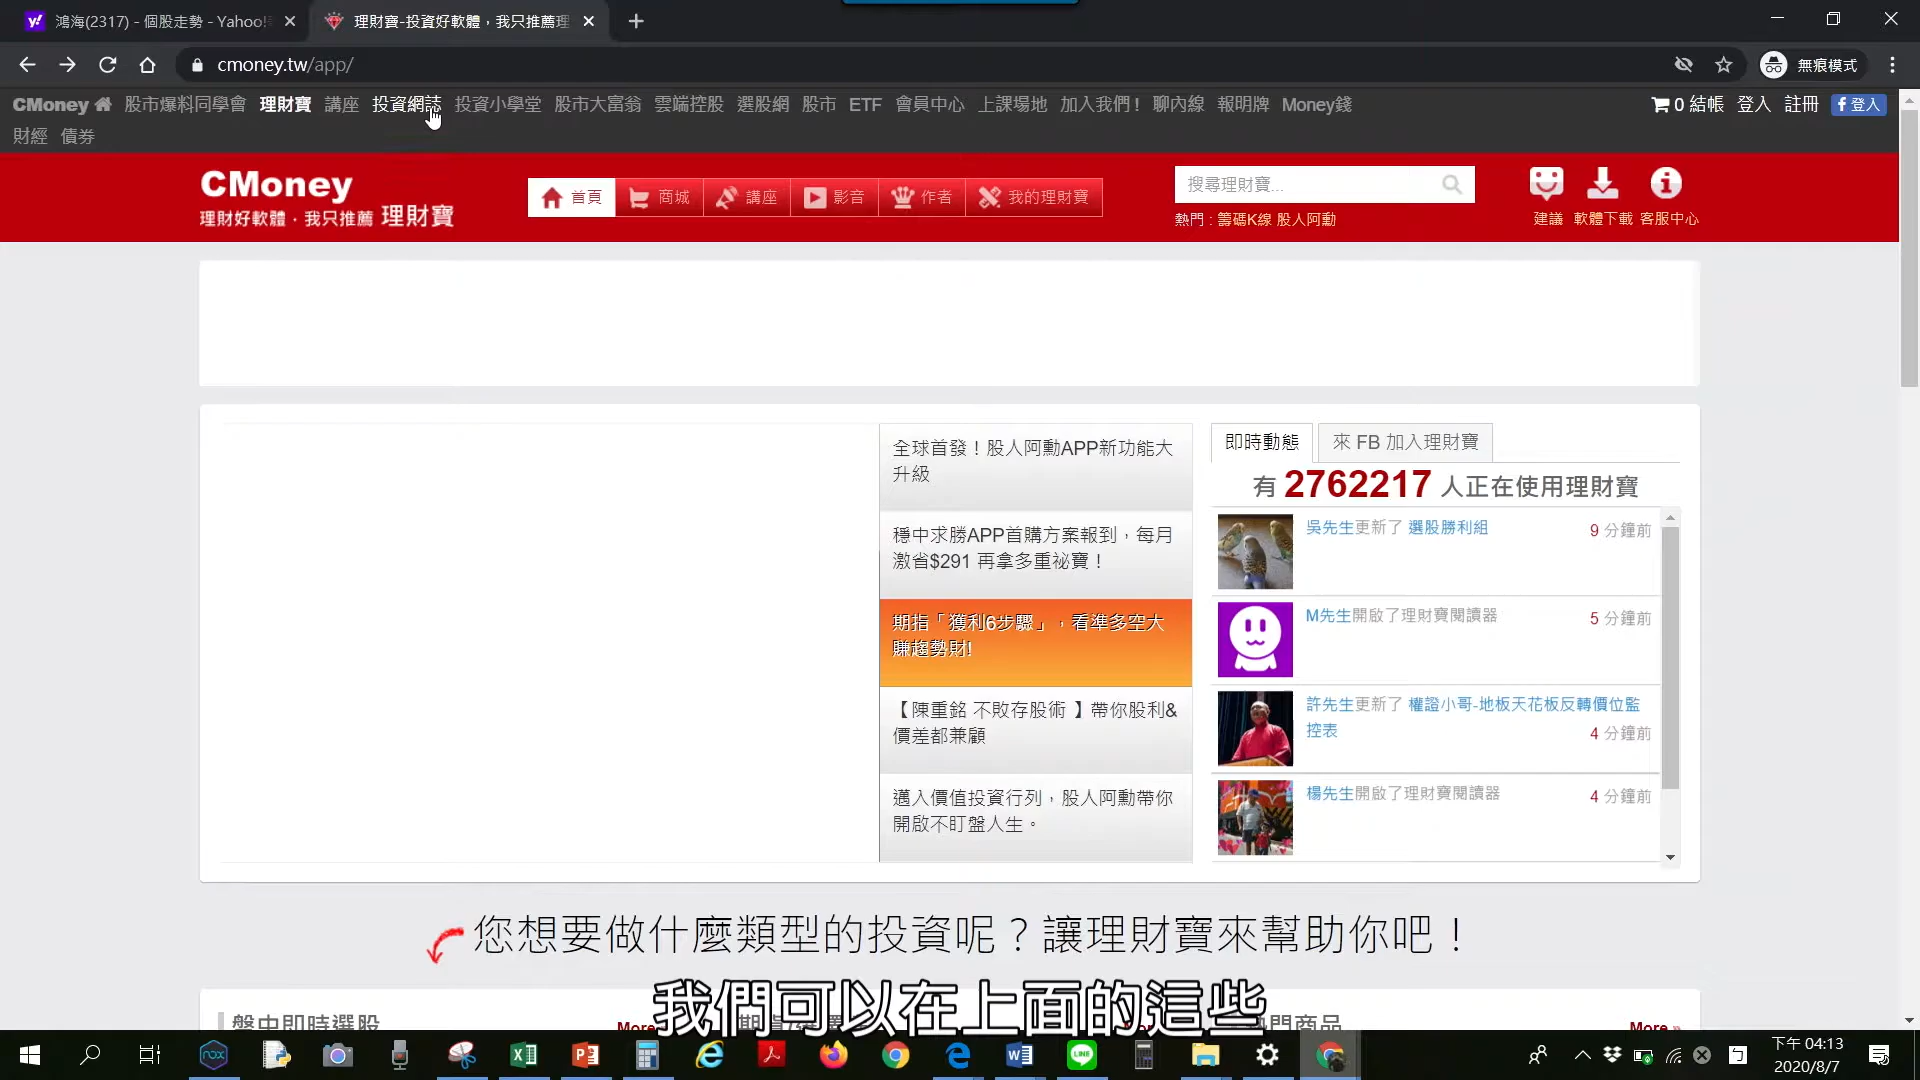 鴻海(2317) - 個股走勢 - Yahoo!
理財寶-投資好軟體，我只推薦理
cmoney.tw/app/
無痕模式
CMoney 股市爆料同學會 理財寶 講座 投資網誌 投資小學堂 股市大富翁 雲端控股 選股網 股市 ETF 會員中心 上課場地 加入我們! 聊內線 報明牌 Money錢
0 結帳 登入 註冊 f 登入
財經 債券
CMoney
理財好軟體．我只推薦 理財寶
首頁 商城 講座 影音 作者 我的理財寶
搜尋理財寶...
熱門 : 籌碼K線 股人阿勳
建議 軟體下載 客服中心
全球首發！股人阿勳APP新功能大
升級
穩中求勝APP首購方案報到，每月
激省$291 再拿多重祕寶！
期指「獲利6步驟」，看準多空大
賺趨勢財!
【陳重銘 不敗存股術 】帶你股利&
價差都兼顧
邁入價值投資行列，股人阿勳帶你
開啟不盯盤人生。
即時動態 來 FB 加入理財寶
有 2762217 人正在使用理財寶
吳先生更新了 選股勝利組
9 分鐘前
M先生開啟了理財寶閱讀器
5 分鐘前
許先生更新了 權證小哥-地板天花板反轉價位監
控表
4 分鐘前
楊先生開啟了理財寶閱讀器
4 分鐘前
您想要做什麼類型的投資呢？讓理財寶來幫助你吧！
盤中即時選股 More
More »
我們可以在上面的這些
下午 04:13
2020/8/7